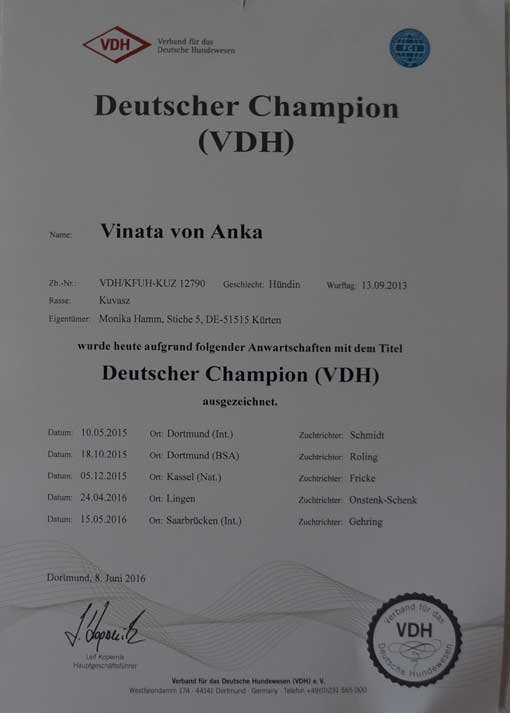 VDH
Verband für das
Deutsche Hundewesen
FCI
Deutscher Champion
(VDH)
Name: Vinata von Anka
Zb.-Nr.: VDH/KFUH-KUZ 12790 Geschlecht: Hündin Wurftag: 13.09.2013
Rasse: Kuvasz
Eigentümer: Monika Hamm, Stiche 5, DE-51515 Kürten
wurde heute aufgrund folgender Anwartschaften mit dem Titel
Deutscher Champion (VDH)
ausgezeichnet.
Datum: 10.05.2015 Ort: Dortmund (Int.) Zuchtrichter: Schmidt
Datum: 18.10.2015 Ort: Dortmund (BSA) Zuchtrichter: Roling
Datum: 05.12.2015 Ort: Kassel (Nat.) Zuchtrichter: Fricke
Datum: 24.04.2016 Ort: Lingen Zuchtrichter: Onstenk-Schenk
Datum: 15.05.2016 Ort: Saarbrücken (Int.) Zuchtrichter: Gehring
Dortmund, 8. Juni 2016
L. Kopernik
Leif Kopernik
Hauptgeschäftsführer
Verband für das
VDH
Deutsche Hundewesen
Verband für das Deutsche Hundewesen (VDH) e. V.
Westfalendamm 174 - 44141 Dortmund - Germany - Telefon +49(0)231 565 000